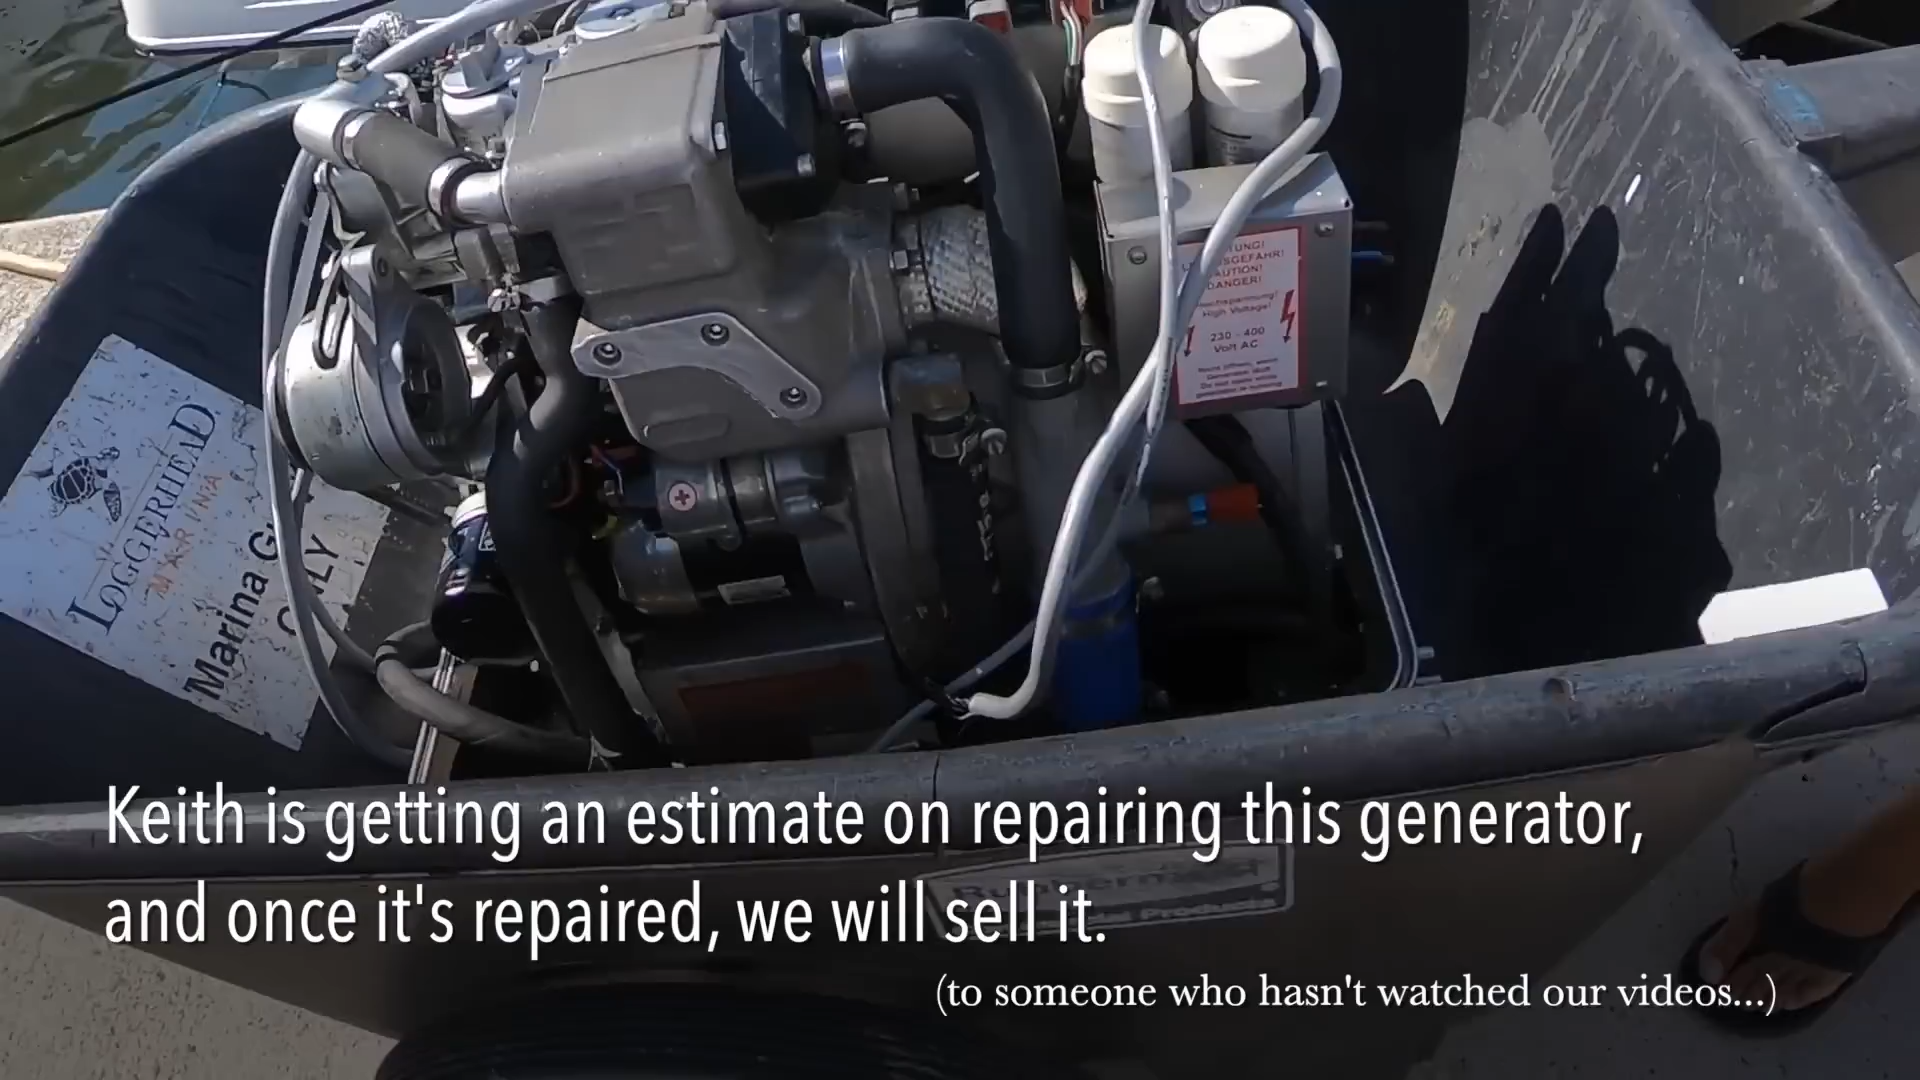 CAUTION!
DANGER!
High Voltage!
230 - 400
Volt AC
LOGGERHEAD
MARINA
Marina
ONLY
Keith is getting an estimate on repairing this generator,
and once it's repaired, we will sell it.
(to someone who hasn't watched our videos...)